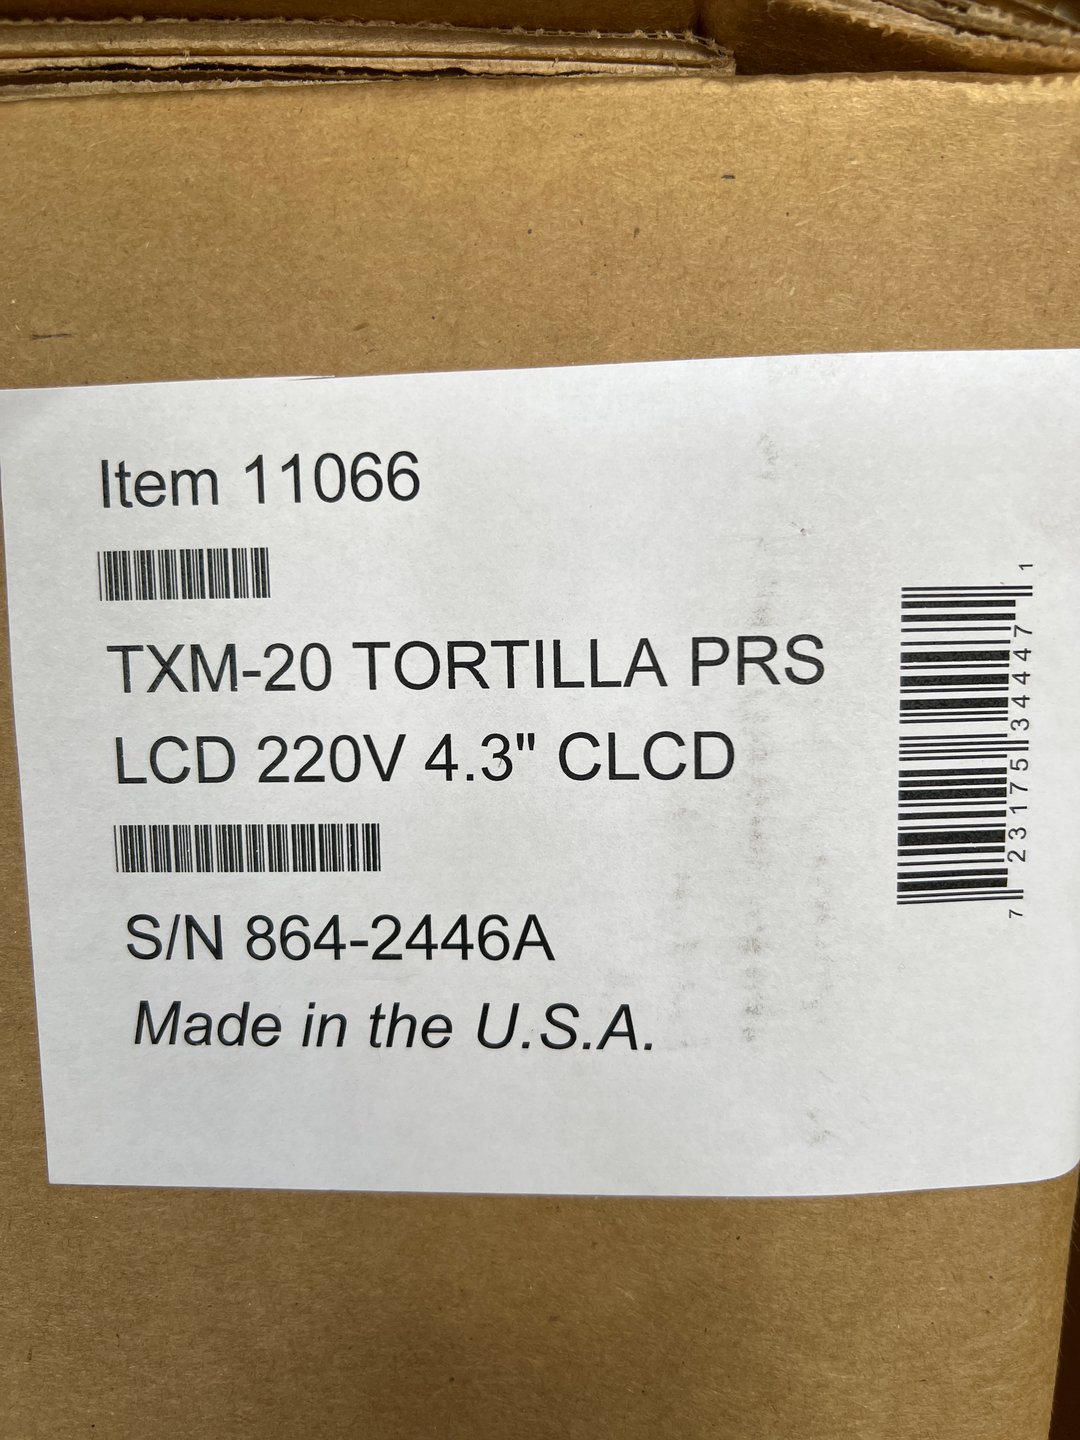 Item 11066
TXM-20 TORTILLA PRS
LCD 220V 4.3" CLCD
S/N 864-2446A
Made in the U.S.A.
7 23175 34447 1